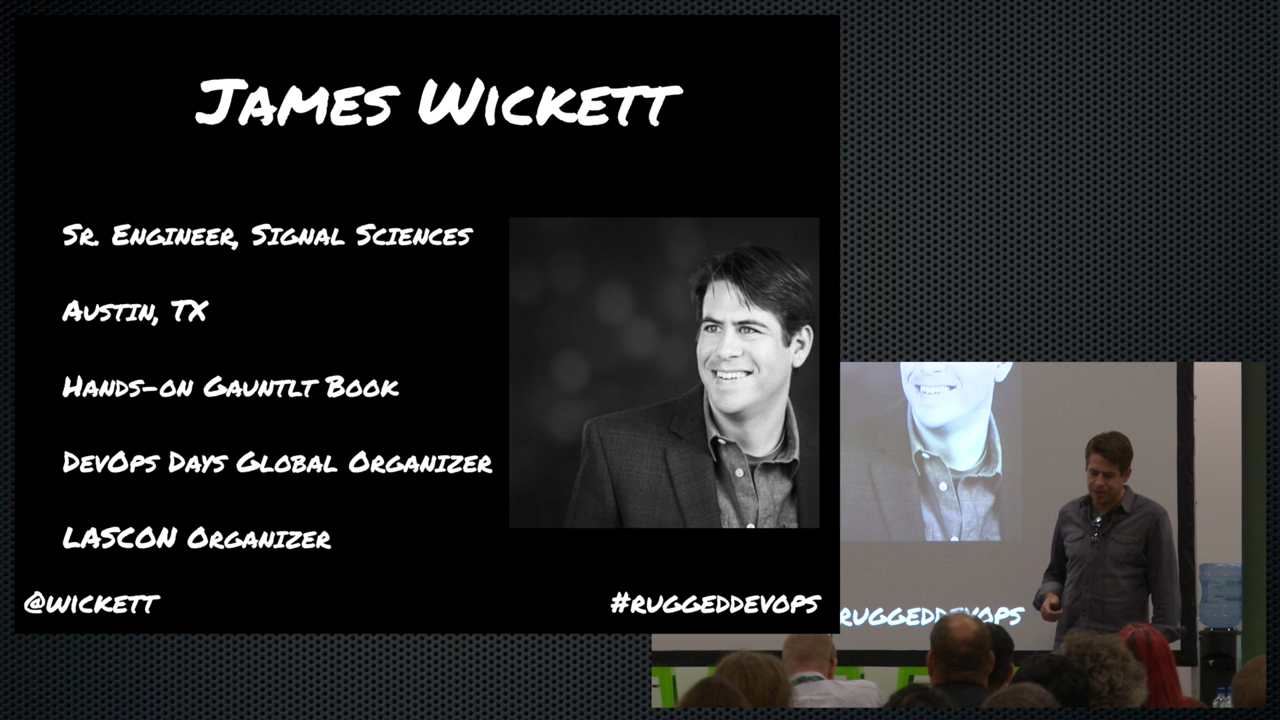 James Wickett
Sr. Engineer, Signal Sciences
Austin, TX
Hands-on Gauntlt Book
DevOps Days Global Organizer
LASCON Organizer
@wickett
#ruggeddevops
ruggeddevops